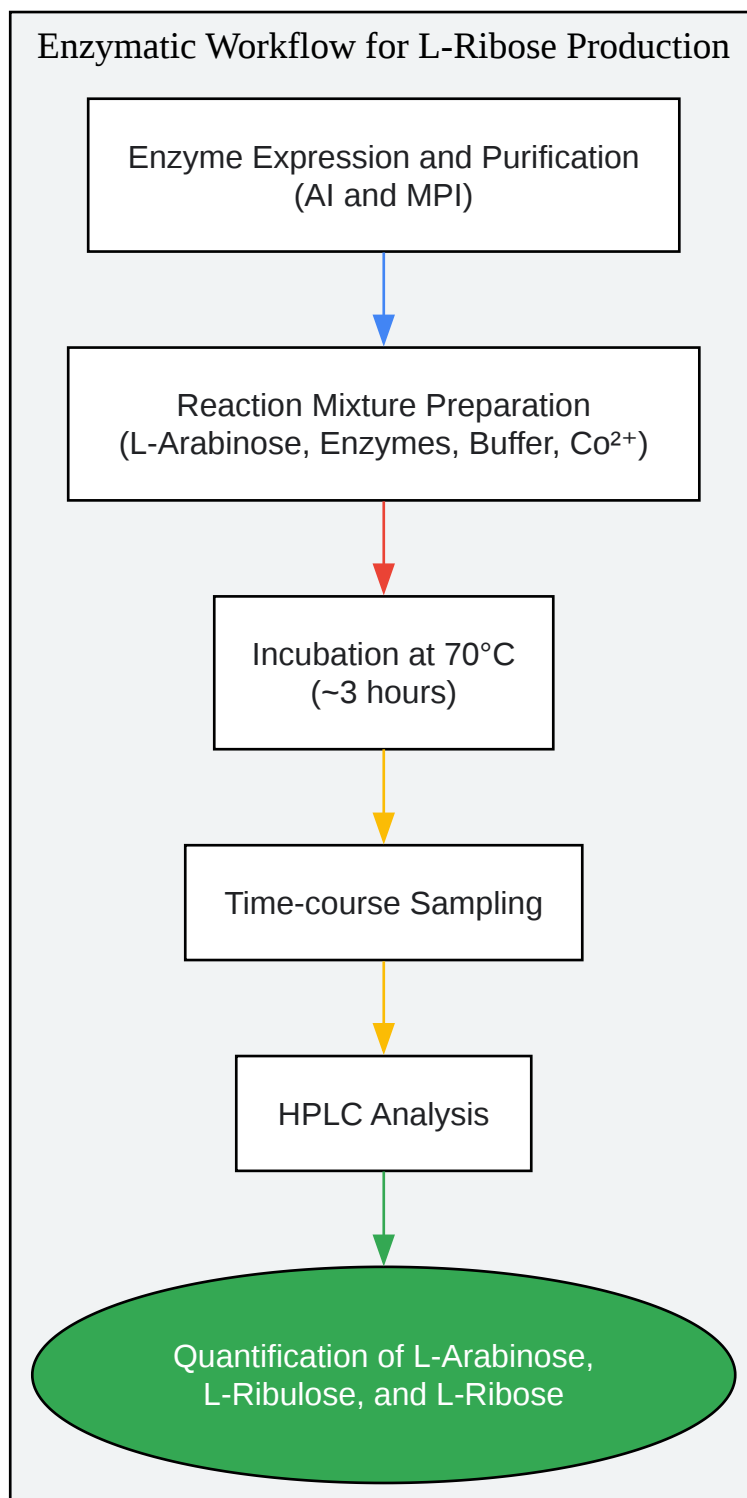 Enzymatic Workflow for L-Ribose Production
Enzyme Expression and Purification
(AI and MPI)
Reaction Mixture Preparation
(L-Arabinose, Enzymes, Buffer, Co²⁺)
Incubation at 70°C
(~3 hours)
Time-course Sampling
HPLC Analysis
Quantification of L-Arabinose,
L-Ribulose, and L-Ribose